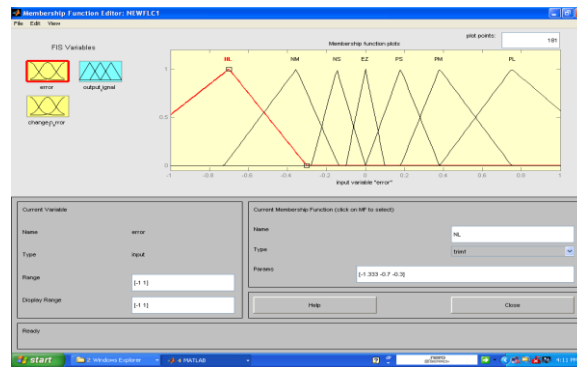 Membership Function Editor: NEWFLC1
File Edit View
FIS Variables
Membership function plots
plot points:
181
error
output_signal
change_error
NL NM NS EZ PS PM PL
1
0.5
0
-1 -0.8 -0.6 -0.4 -0.2 0 0.2 0.4 0.6 0.8 1
input variable "error"
Current Variable
Name error
Type input
Range [-1 1]
Display Range [-1 1]
Current Membership Function (click on MF to select)
Name NL
Type trimf
Params [-1.333 -0.7 -0.3]
Help Close
Ready
start 2 Windows Explorer 4 MATLAB 4:11 PM